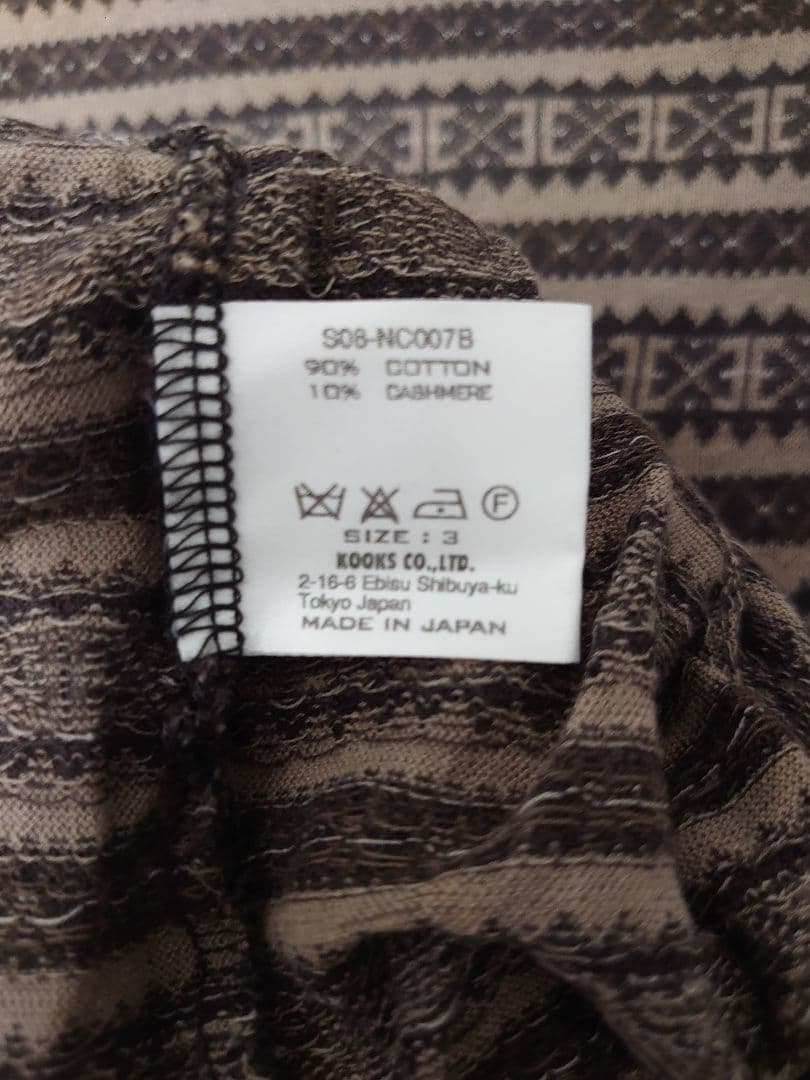 S08-NC007B
90% COTTON
10% CASHMERE
F
SIZE : 3
KOOKS CO.,LTD.
2-16-6 Ebisu Shibuya-ku
Tokyo Japan
MADE IN JAPAN